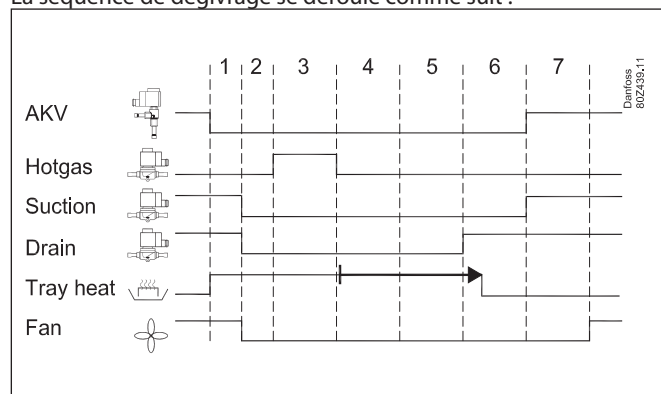 La séquence de dégivrage se déroule comme suit :
1 2 3 4 5 6 7
Danfoss
80Z439.11
AKV
Hotgas
Suction
Drain
Tray heat
Fan